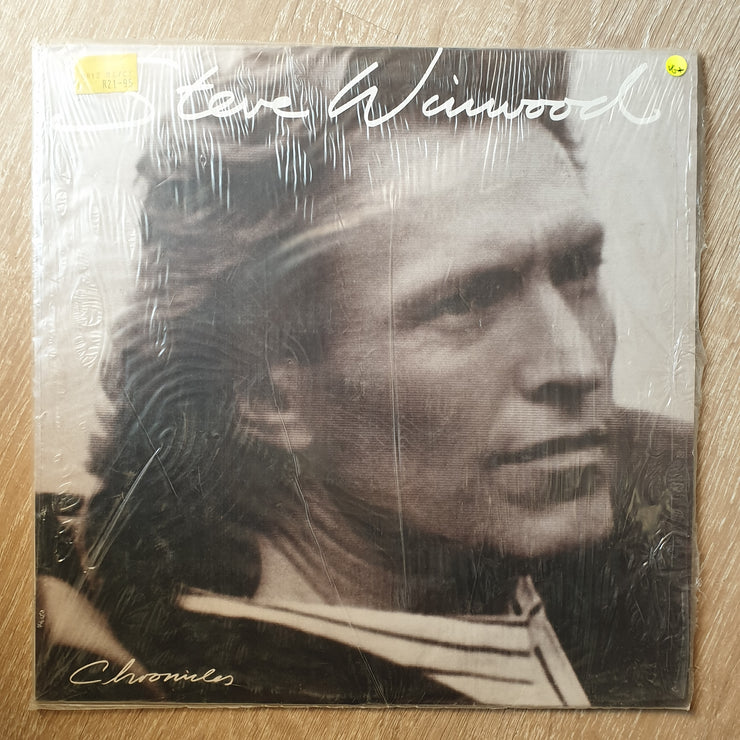 R21-95
Steve Winwood
Chronicles